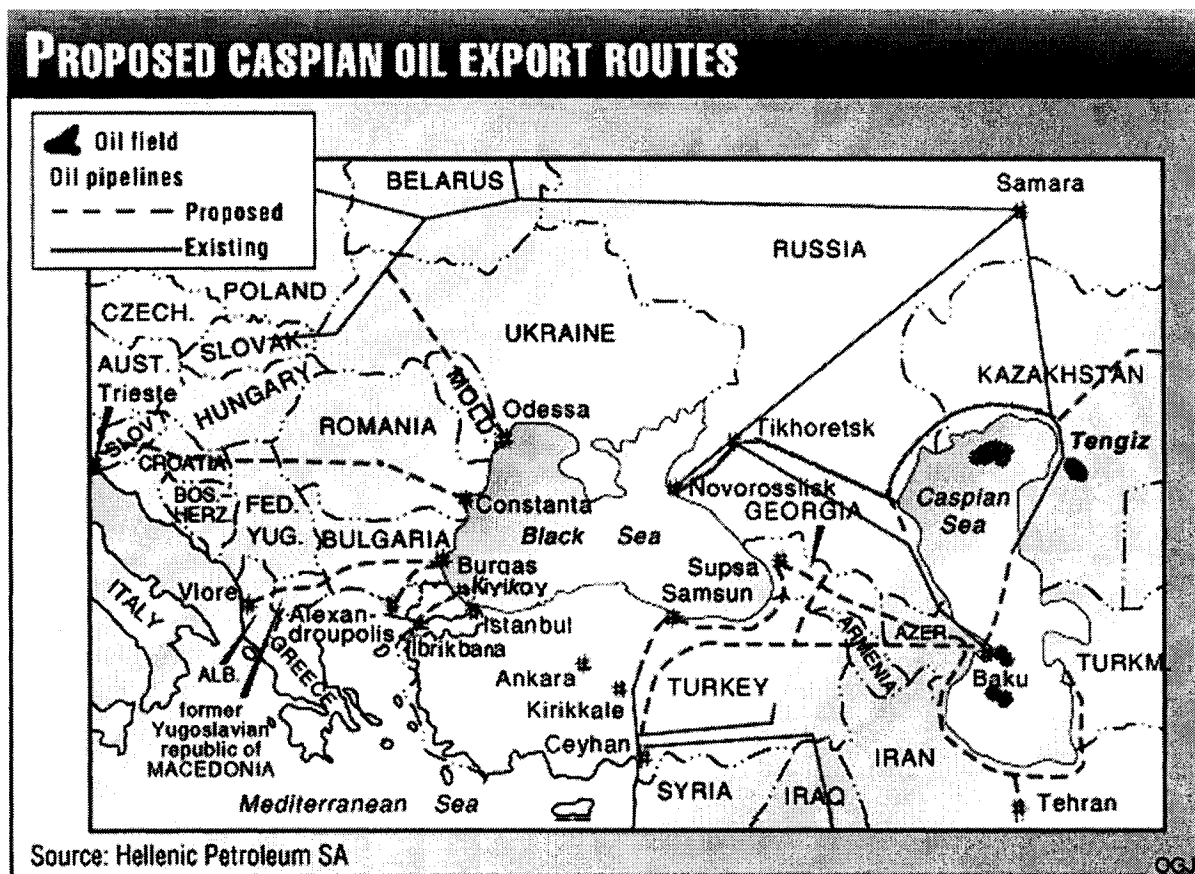 PROPOSED CASPIAN OIL EXPORT ROUTES
Oil field
Oil pipelines
Proposed
Existing
BELARUS
Samara
RUSSIA
POLAND
CZECH.
UKRAINE
SLOVAK.
AUST.
KAZAKHSTAN
Trieste
HUNGARY
MOLD.
Odessa
ROMANIA
Tikhoretsk
Tengiz
SLOV.
CROATIA
Novorossiisk
BOS.
HERZ.
FED.
YUG.
Constanta
GEORGIA
Caspian
Sea
Black Sea
BULGARIA
Burgas
Kiyikoy
Supsa
Samsun
ITALY
Vlore
Alexan-
droupolis
Istanbul
Ibrikbana
ARMENIA
AZER.
Baku
TURKM.
ALB.
GREECE
Ankara
TURKEY
Kirikkale
former
Yugoslavian
republic of
MACEDONIA
Ceyhan
IRAN
SYRIA
IRAQ
Tehran
Mediterranean Sea
Source: Hellenic Petroleum SA
OGJ